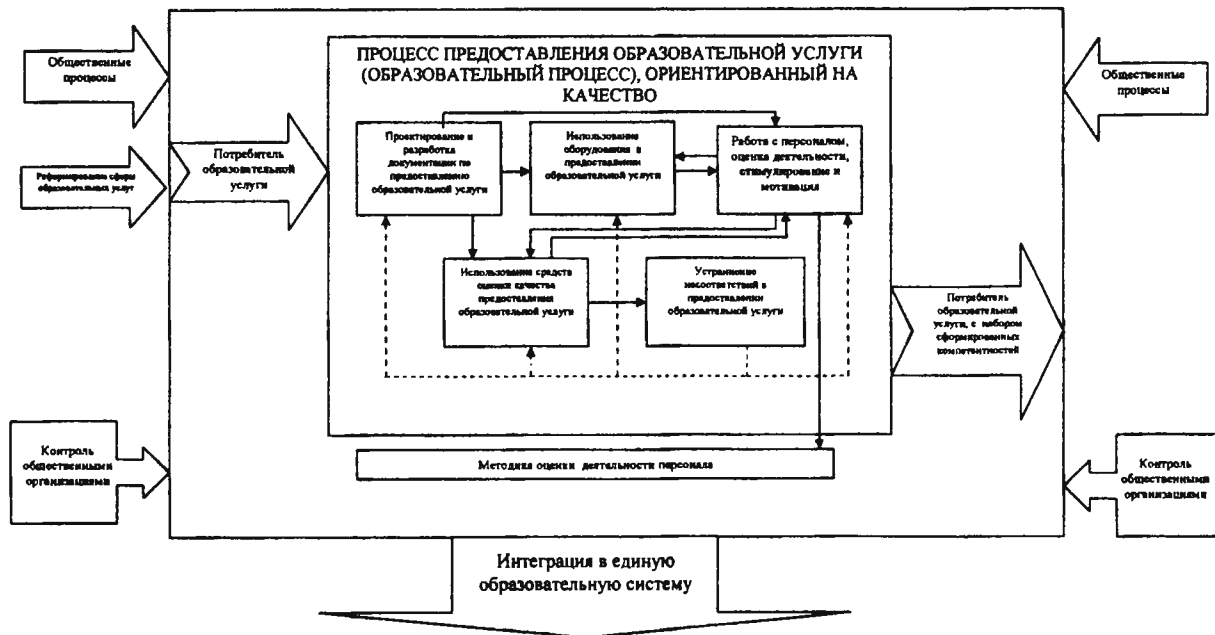 Общественные
процессы
ПРОЦЕСС ПРЕДОСТАВЛЕНИЯ ОБРАЗОВАТЕЛЬНОЙ УСЛУГИ
(ОБРАЗОВАТЕЛЬНЫЙ ПРОЦЕСС), ОРИЕНТИРОВАННЫЙ НА
КАЧЕСТВО
Общественные
процессы
Реформирование сферы
образовательных услуг
Потребитель
образовательной
услуги
Проектирование и
разработка
документации по
предоставлению
образовательной услуги
Использование
оборудования в
предоставлении
образовательной услуги
Работа с персоналом,
оценка деятельности,
стимулирование и
мотивация
Использование средств
оценки качества
предоставления
образовательной услуги
Устранение
несоответствий в
предоставлении
образовательной услуги
Потребитель
образовательной
услуги, с набором
сформированных
компетентностей
Контроль
общественными
организациями
Методика оценки деятельности персонала
Контроль
общественными
организациями
Интеграция в единую
образовательную систему